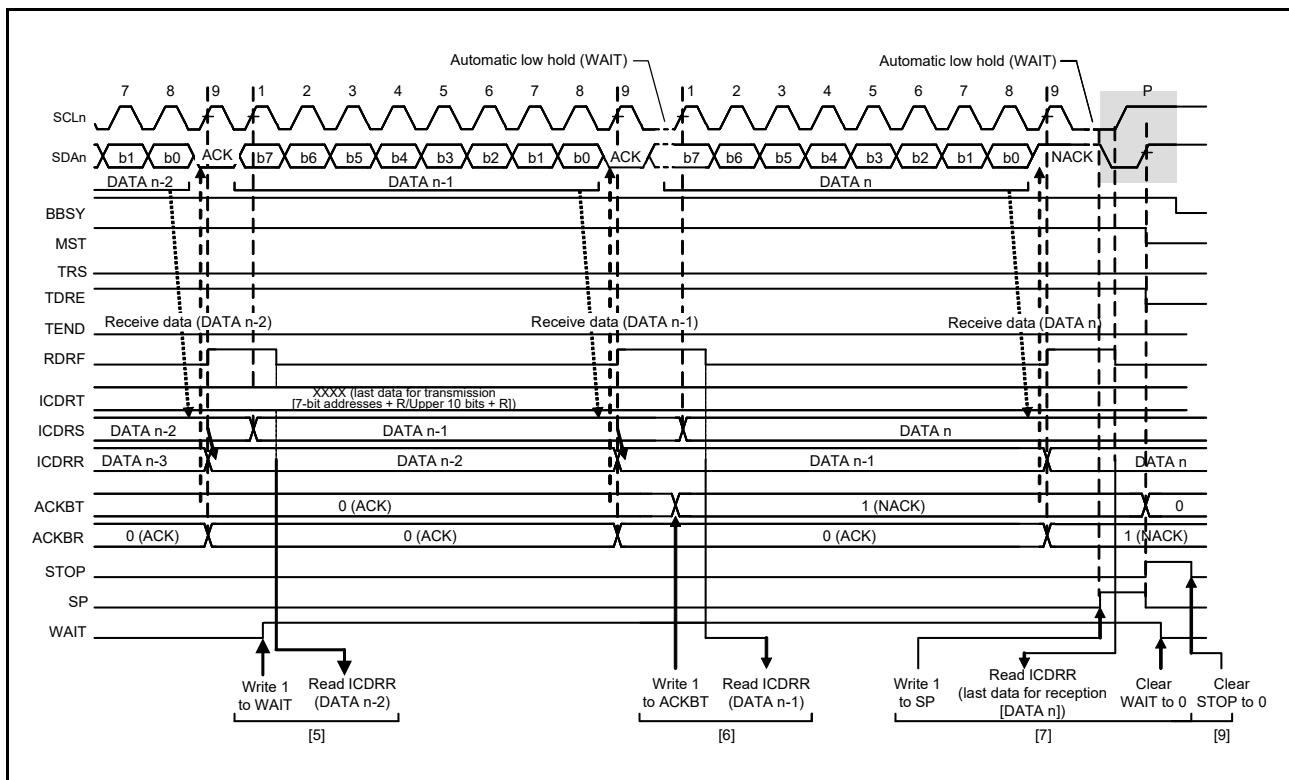 Automatic low hold (WAIT)
Automatic low hold (WAIT)
7 8 9 1 2 3 4 5 6 7 8 9 1 2 3 4 5 6 7 8 9 P
SCLn
SDAn b1 b0 ACK b7 b6 b5 b4 b3 b2 b1 b0 ACK b7 b6 b5 b4 b3 b2 b1 b0 NACK
DATA n-2 DATA n-1 DATA n
BBSY
MST
TRS
TDRE
Receive data (DATA n-2) Receive data (DATA n-1) Receive data (DATA n)
TEND
RDRF
XXXX (last data for transmission
[7-bit addresses + R/Upper 10 bits + R])
ICDRT
ICDRS DATA n-2 DATA n-1 DATA n
ICDRR DATA n-3 DATA n-2 DATA n-1 DATA n
ACKBT 0 (ACK) 1 (NACK) 0
ACKBR 0 (ACK) 0 (ACK) 0 (ACK) 1 (NACK)
STOP
SP
WAIT
Write 1
to WAIT
Read ICDRR
(DATA n-2)
[5]
Write 1
to ACKBT
Read ICDRR
(DATA n-1)
[6]
Write 1
to SP
Read ICDRR
(last data for reception
[DATA n])
Clear
WAIT to 0
[7]
Clear
STOP to 0
[9]